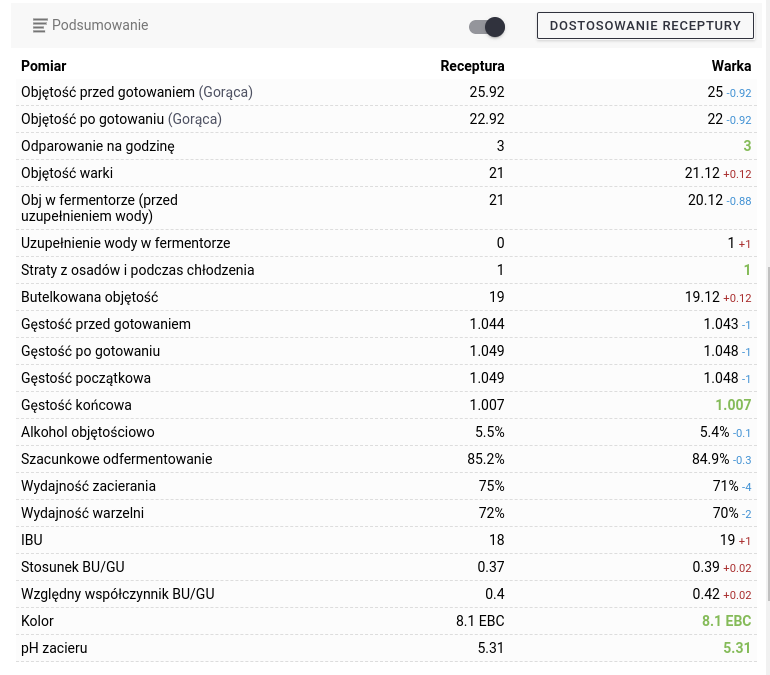 Podsumowanie DOSTOSOWANIE RECEPTURY
Pomiar Receptura Warka
Objętość przed gotowaniem (Gorąca) 25.92 25 -0.92
Objętość po gotowaniu (Gorąca) 22.92 22 -0.92
Odparowanie na godzinę 3 3
Objętość warki 21 21.12 +0.12
Obj w fermentorze (przed 21 20.12 -0.88
uzupełnieniem wody)
Uzupełnienie wody w fermentorze 0 1 +1
Straty z osadów i podczas chłodzenia 1 1
Butelkowana objętość 19 19.12 +0.12
Gęstość przed gotowaniem 1.044 1.043 -1
Gęstość po gotowaniu 1.049 1.048 -1
Gęstość początkowa 1.049 1.048 -1
Gęstość końcowa 1.007 1.007
Alkohol objętościowo 5.5% 5.4% -0.1
Szacunkowe odfermentowanie 85.2% 84.9% -0.3
Wydajność zacierania 75% 71% -4
Wydajność warzelni 72% 70% -2
IBU 18 19 +1
Stosunek BU/GU 0.37 0.39 +0.02
Względny współczynnik BU/GU 0.4 0.42 +0.02
Kolor 8.1 EBC 8.1 EBC
pH zacieru 5.31 5.31